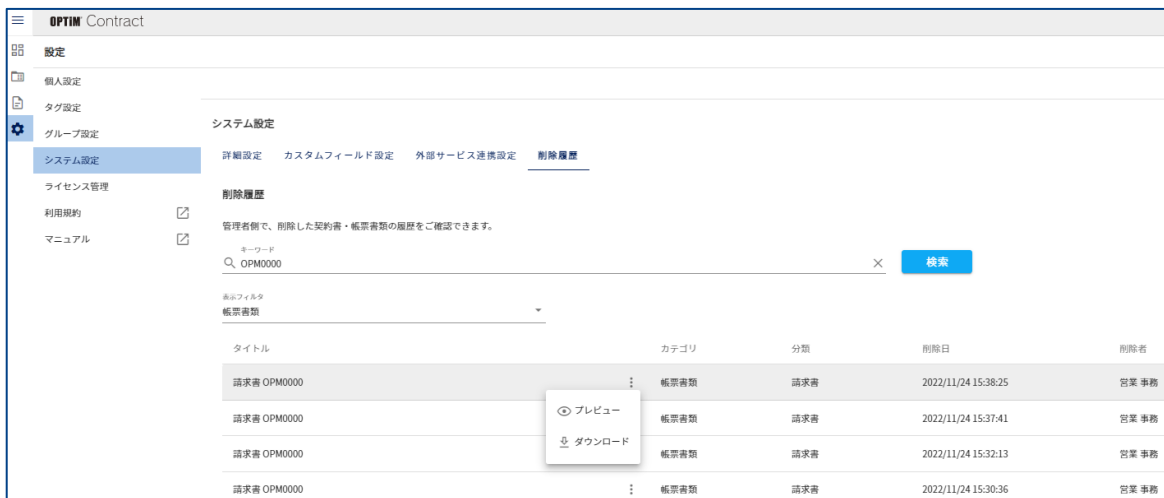 OPTiM Contract
設定
個人設定
タグ設定
グループ設定
システム設定
ライセンス管理
利用規約
マニュアル
システム設定
詳細設定 カスタムフィールド設定 外部サービス連携設定 削除履歴
削除履歴
管理者側で、削除した契約書・帳票書類の履歴をご確認できます。
キーワード
OPM0000
検索
表示フィルタ
帳票書類
タイトル カテゴリ 分類 削除日 削除者
請求書 OPM0000 帳票書類 請求書 2022/11/24 15:38:25 営業 事務
プレビュー
ダウンロード
請求書 OPM0000 帳票書類 請求書 2022/11/24 15:37:41 営業 事務
請求書 OPM0000 帳票書類 請求書 2022/11/24 15:32:13 営業 事務
請求書 OPM0000 帳票書類 請求書 2022/11/24 15:30:36 営業 事務